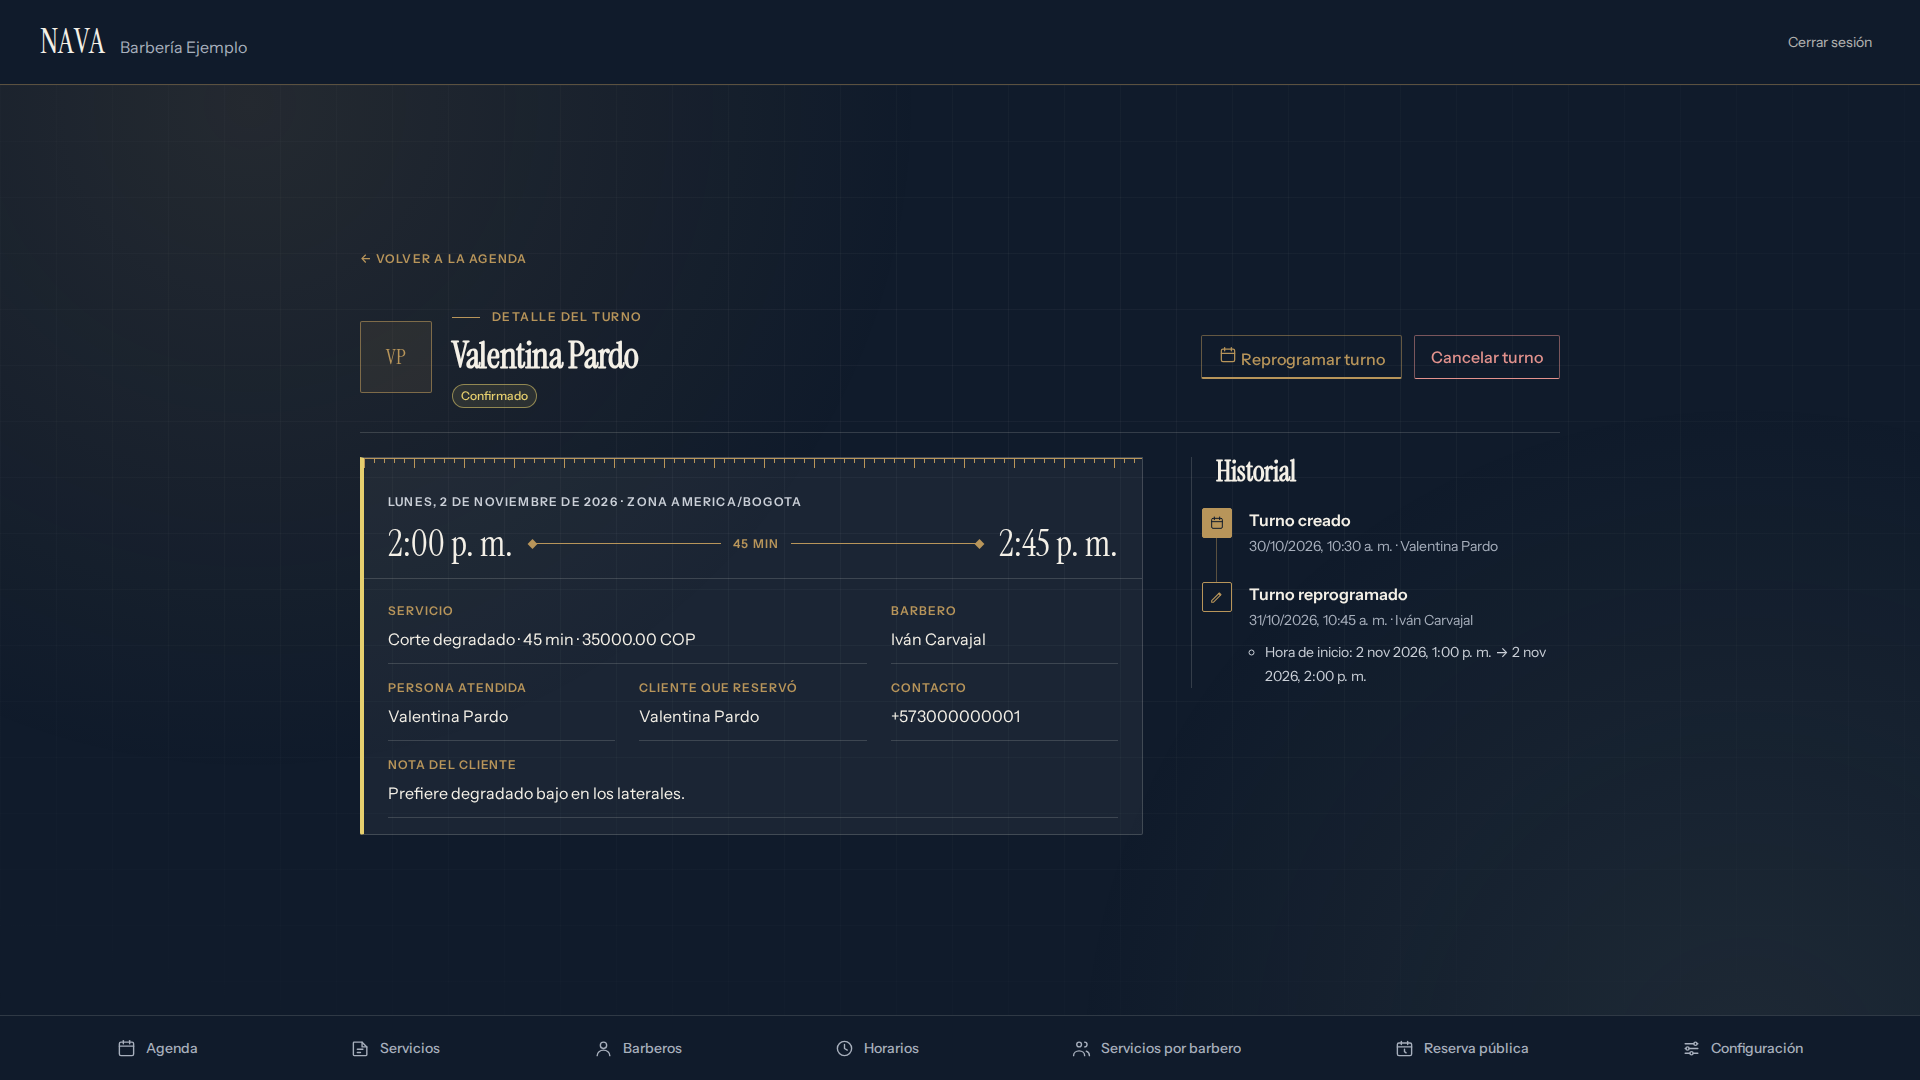 NAVA
Barbería Ejemplo
Cerrar sesión
← VOLVER A LA AGENDA
DETALLE DEL TURNO
VP
Valentina Pardo
Confirmado
Reprogramar turno
Cancelar turno
LUNES, 2 DE NOVIEMBRE DE 2026 · ZONA AMERICA/BOGOTA
2:00 p. m.
45 MIN
2:45 p. m.
SERVICIO
Corte degradado · 45 min · 35000.00 COP
BARBERO
Iván Carvajal
PERSONA ATENDIDA
Valentina Pardo
CLIENTE QUE RESERVÓ
Valentina Pardo
CONTACTO
+573000000001
NOTA DEL CLIENTE
Prefiere degradado bajo en los laterales.
Historial
Turno creado
30/10/2026, 10:30 a. m. · Valentina Pardo
Turno reprogramado
31/10/2026, 10:45 a. m. · Iván Carvajal
Hora de inicio: 2 nov 2026, 1:00 p. m. → 2 nov
2026, 2:00 p. m.
Agenda
Servicios
Barberos
Horarios
Servicios por barbero
Reserva pública
Configuración